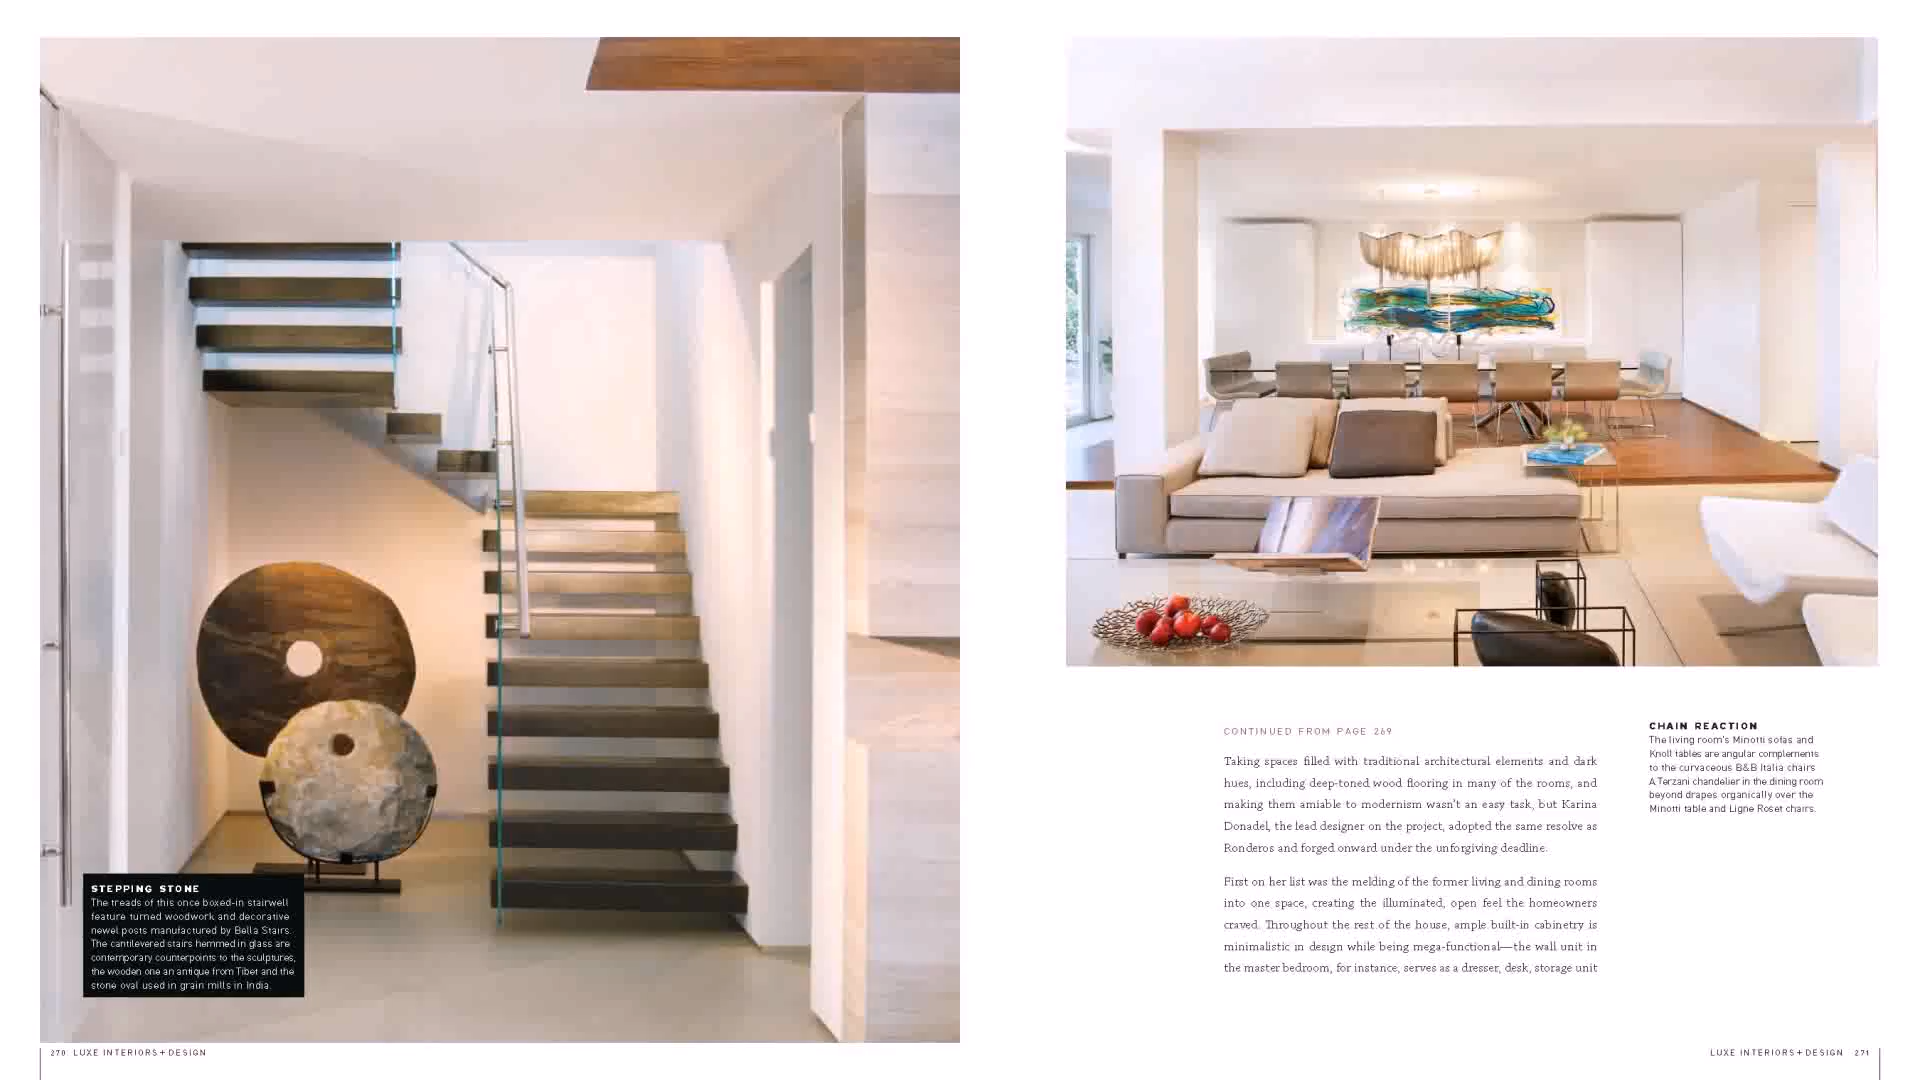 STEPPING STONE
The treads of this once boxed-in stairwell
feature turned woodwork and decorative
newel posts manufactured by Bella Stairs.
The cantilevered stairs hemmed in glass are
contemporary counterpoints to the sculptures,
the wooden one an antique from Tibet and the
stone oval used in grain mills in India.
270 LUXE INTERIORS+DESIGN
CONTINUED FROM PAGE 269
Taking spaces filled with traditional architectural elements and dark
hues, including deep-toned wood flooring in many of the rooms, and
making them amiable to modernism wasn't an easy task, but Karina
Donadel, the lead designer on the project, adopted the same resolve as
Ronderos and forged onward under the unforgiving deadline.
First on her list was the melding of the former living and dining rooms
into one space, creating the illuminated, open feel the homeowners
craved. Throughout the rest of the house, ample built-in cabinetry is
minimalistic in design while being mega-functional—the wall unit in
the master bedroom, for instance, serves as a dresser, desk, storage unit
CHAIN REACTION
The living room's Minotti sofas and
Knoll tables are angular complements
to the curvaceous B&B Italia chairs.
A Terzani chandelier in the dining room
beyond drapes organically over the
Minotti table and Ligne Roset chairs.
LUXE INTERIORS+DESIGN 271